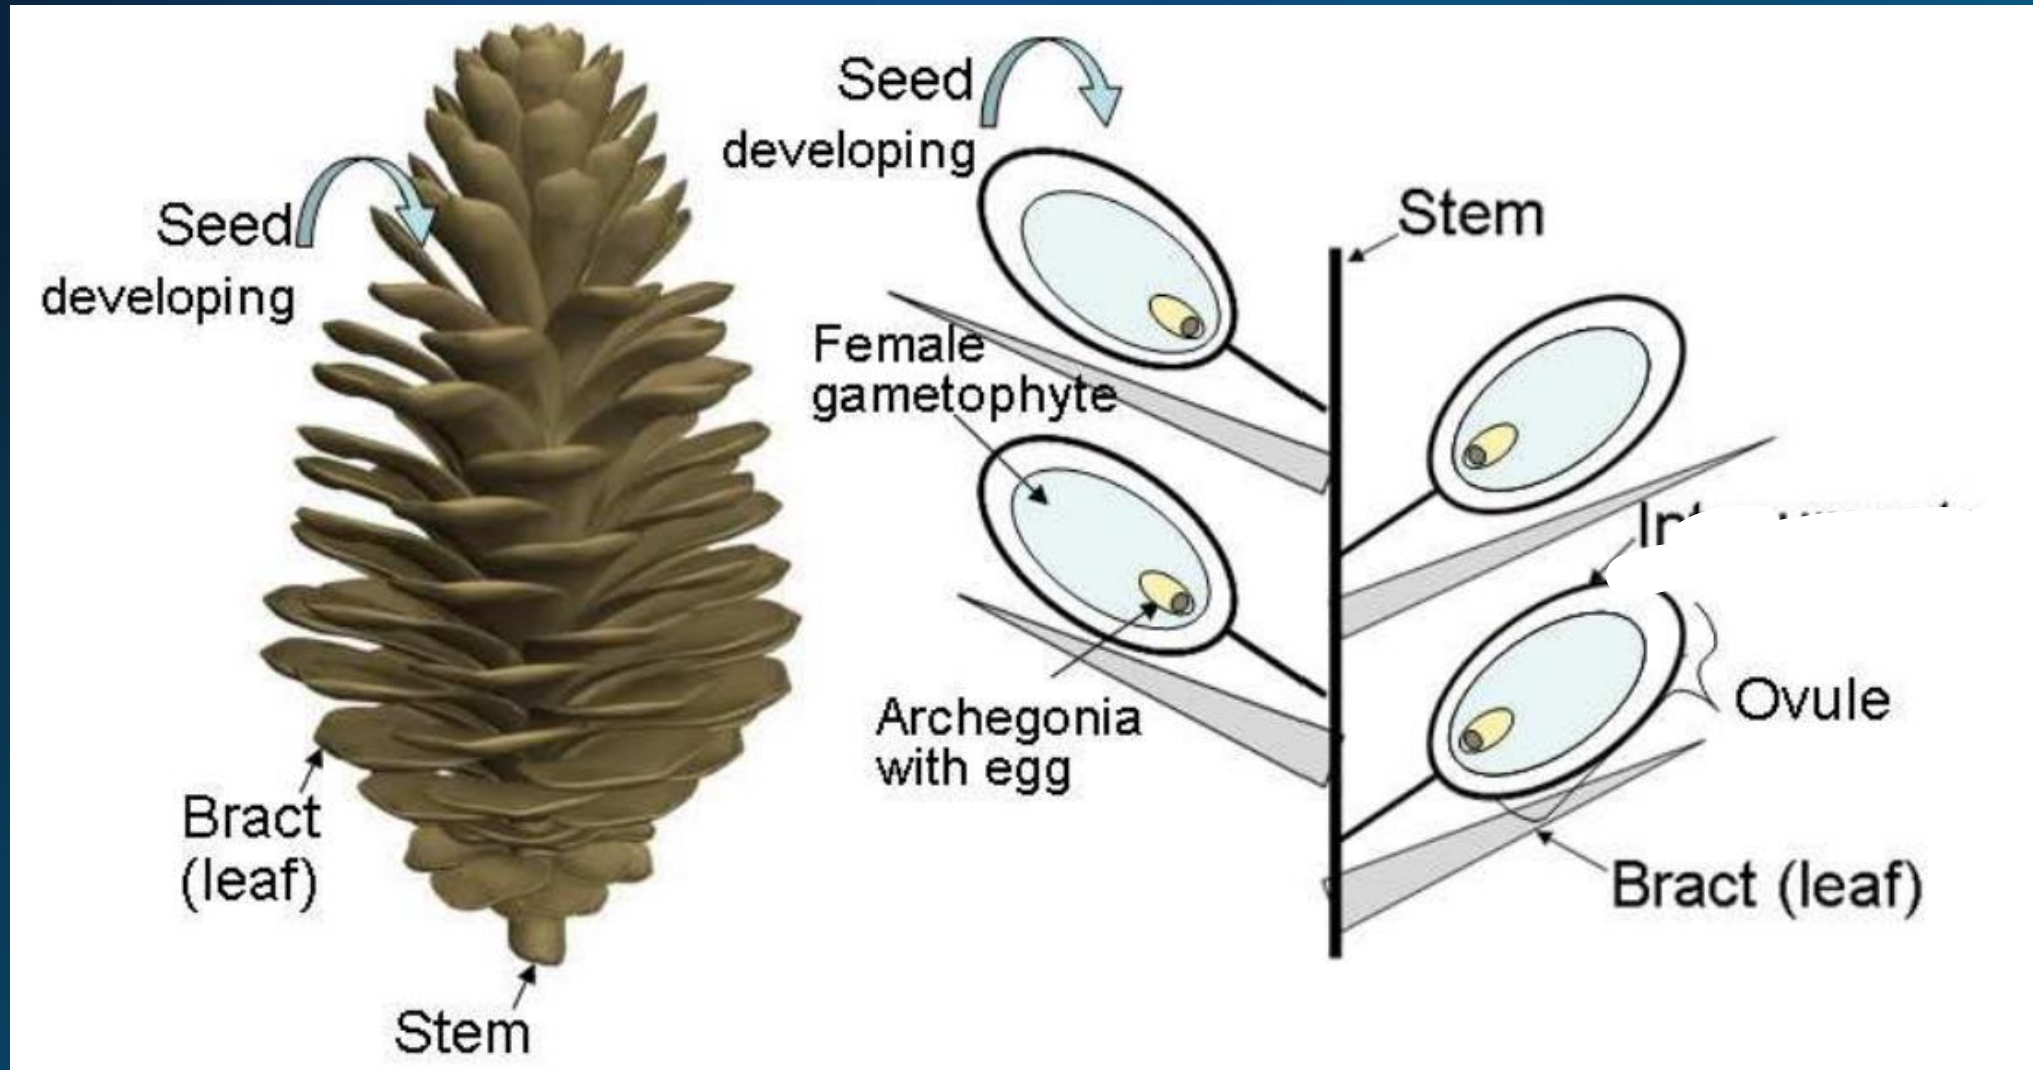 Seed
developing
Bract
(leaf)
Stem
Seed
developing
Female
gametophyte
Archegonia
with egg
Stem
Ovule
Bract (leaf)